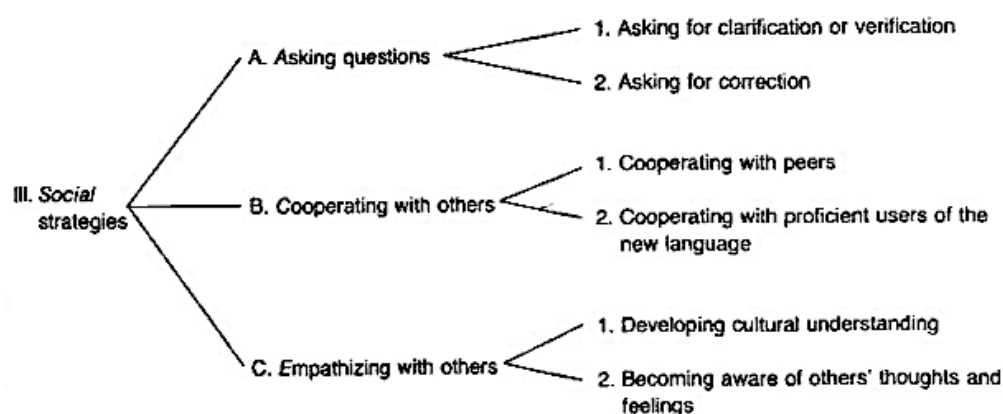 1. Asking for clarification or verification
A. Asking questions
2. Asking for correction
1. Cooperating with peers
III. Social
strategies
B. Cooperating with others
2. Cooperating with proficient users of the
new language
1. Developing cultural understanding
C. Empathizing with others
2. Becoming aware of others' thoughts and
feelings